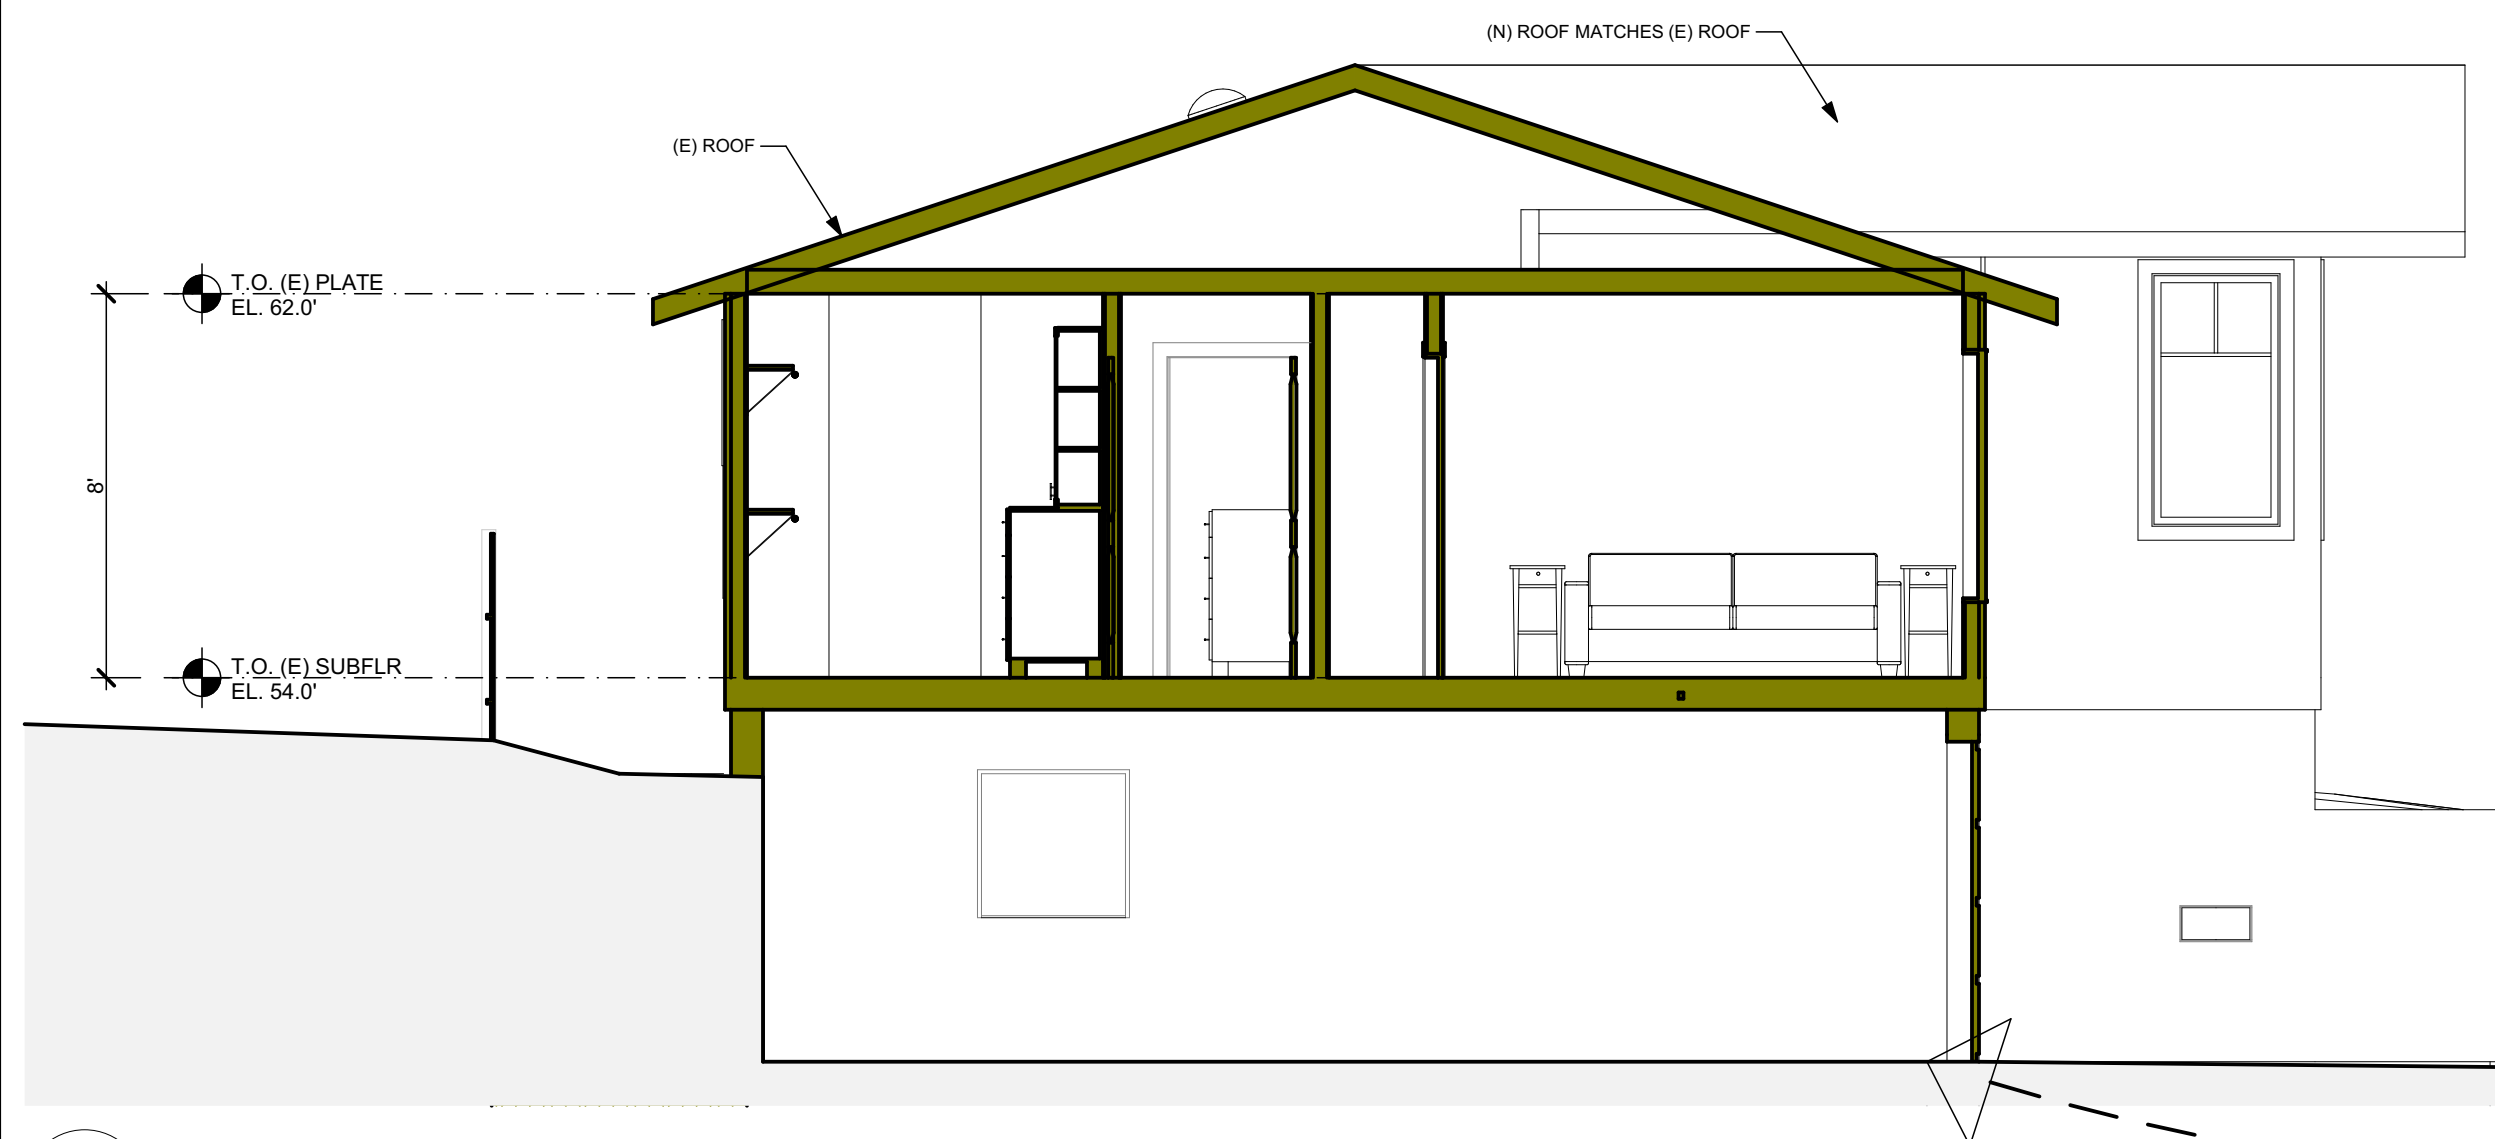 (N) ROOF MATCHES (E) ROOF
(E) ROOF
T.O. (E) PLATE
EL. 62.0'
8'
T.O. (E) SUBFLR
EL. 54.0'